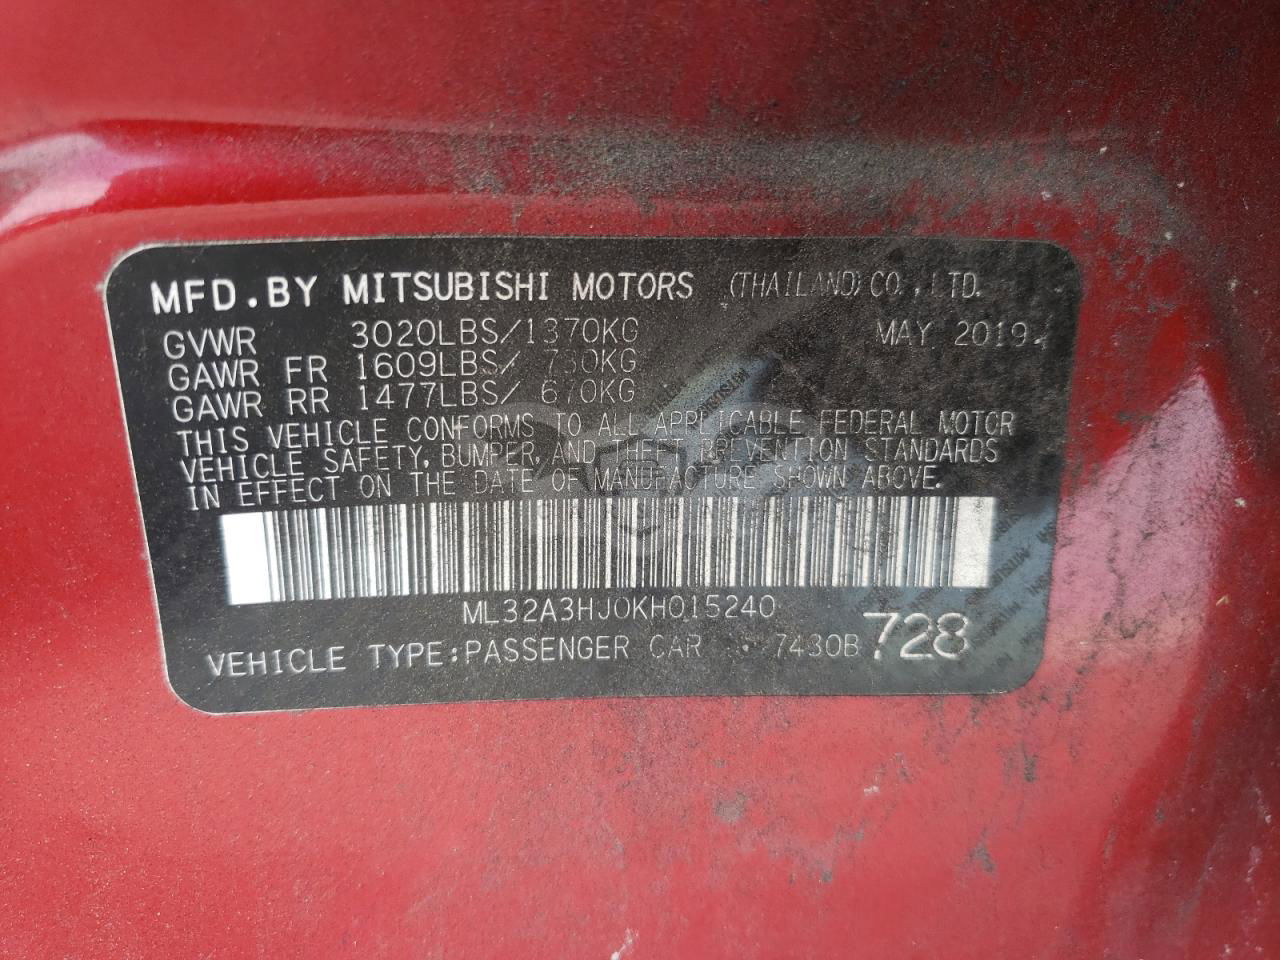 MFD.BY MITSUBISHI MOTORS (THAILAND) CO.,LTD.
GVWR 3020LBS/1370KG MAY 2019
GAWR FR 1609LBS/ 730KG
GAWR RR 1477LBS/ 670KG
THIS VEHICLE CONFORMS TO ALL APPLICABLE FEDERAL MOTOR
VEHICLE SAFETY, BUMPER, AND THEFT PREVENTION STANDARDS
IN EFFECT ON THE DATE OF MANUFACTURE SHOWN ABOVE.
ML32A3HJ0KH015240
VEHICLE TYPE:PASSENGER CAR 7430B 728